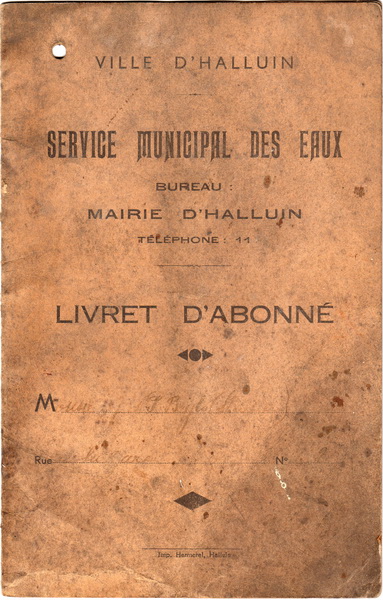 VILLE D'HALLUIN
SERVICE MUNICIPAL DES EAUX
BUREAU :
MAIRIE D'HALLUIN
TÉLÉPHONE : 11
LIVRET D'ABONNÉ
M
Rue N°
Imp. Hemerel, Halluin